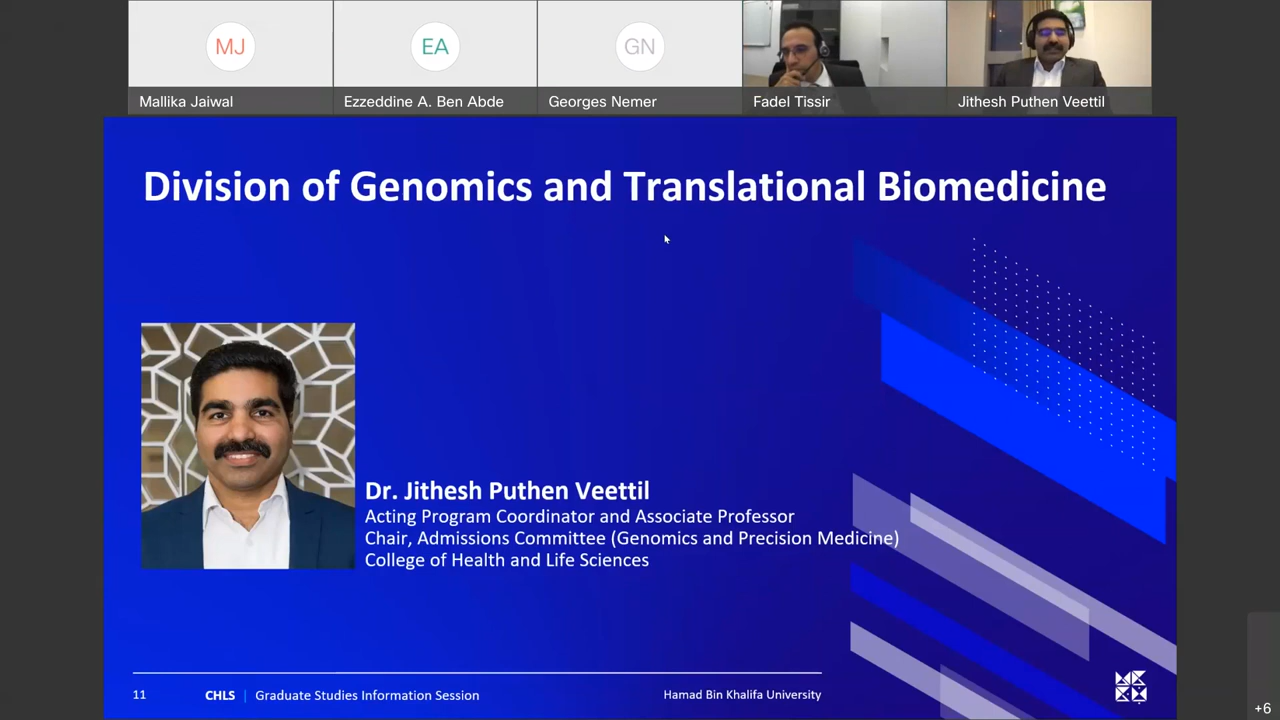 MJ
EA
GN
Mallika Jaiwal
Ezzeddine A. Ben Abde
Georges Nemer
Fadel Tissir
Jithesh Puthen Veettil
Division of Genomics and Translational Biomedicine
Dr. Jithesh Puthen Veettil
Acting Program Coordinator and Associate Professor
Chair, Admissions Committee (Genomics and Precision Medicine)
College of Health and Life Sciences
11
CHLS | Graduate Studies Information Session
Hamad Bin Khalifa University
+6